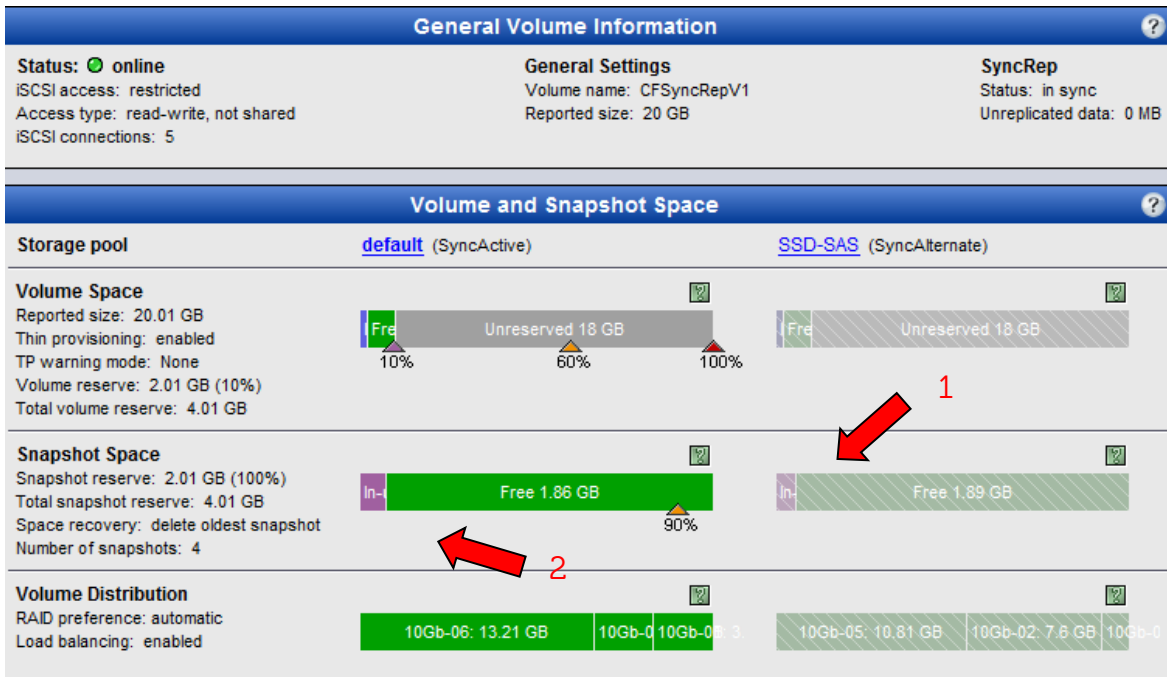 General Volume Information
?
Status: online
General Settings
SyncRep
iSCSI access: restricted
Volume name: CFSyncRepV1
Status: in sync
Access type: read-write, not shared
Reported size: 20 GB
Unreplicated data: 0 MB
iSCSI connections: 5
Volume and Snapshot Space
?
Storage pool
default (SyncActive)
SSD-SAS (SyncAlternate)
Volume Space
Reported size: 20.01 GB
Thin provisioning: enabled
TP warning mode: None
Volume reserve: 2.01 GB (10%)
Total volume reserve: 4.01 GB
Fre
Unreserved 18 GB
10%
60%
100%
Fre
Unreserved 18 GB
1
Snapshot Space
Snapshot reserve: 2.01 GB (100%)
Total snapshot reserve: 4.01 GB
Space recovery: delete oldest snapshot
Number of snapshots: 4
Free 1.86 GB
90%
In-
Free 1.89 GB
2
Volume Distribution
RAID preference: automatic
Load balancing: enabled
10Gb-06: 13.21 GB
10Gb-0
10Gb-05: 10.81 GB
10Gb-02: 7.6 GB